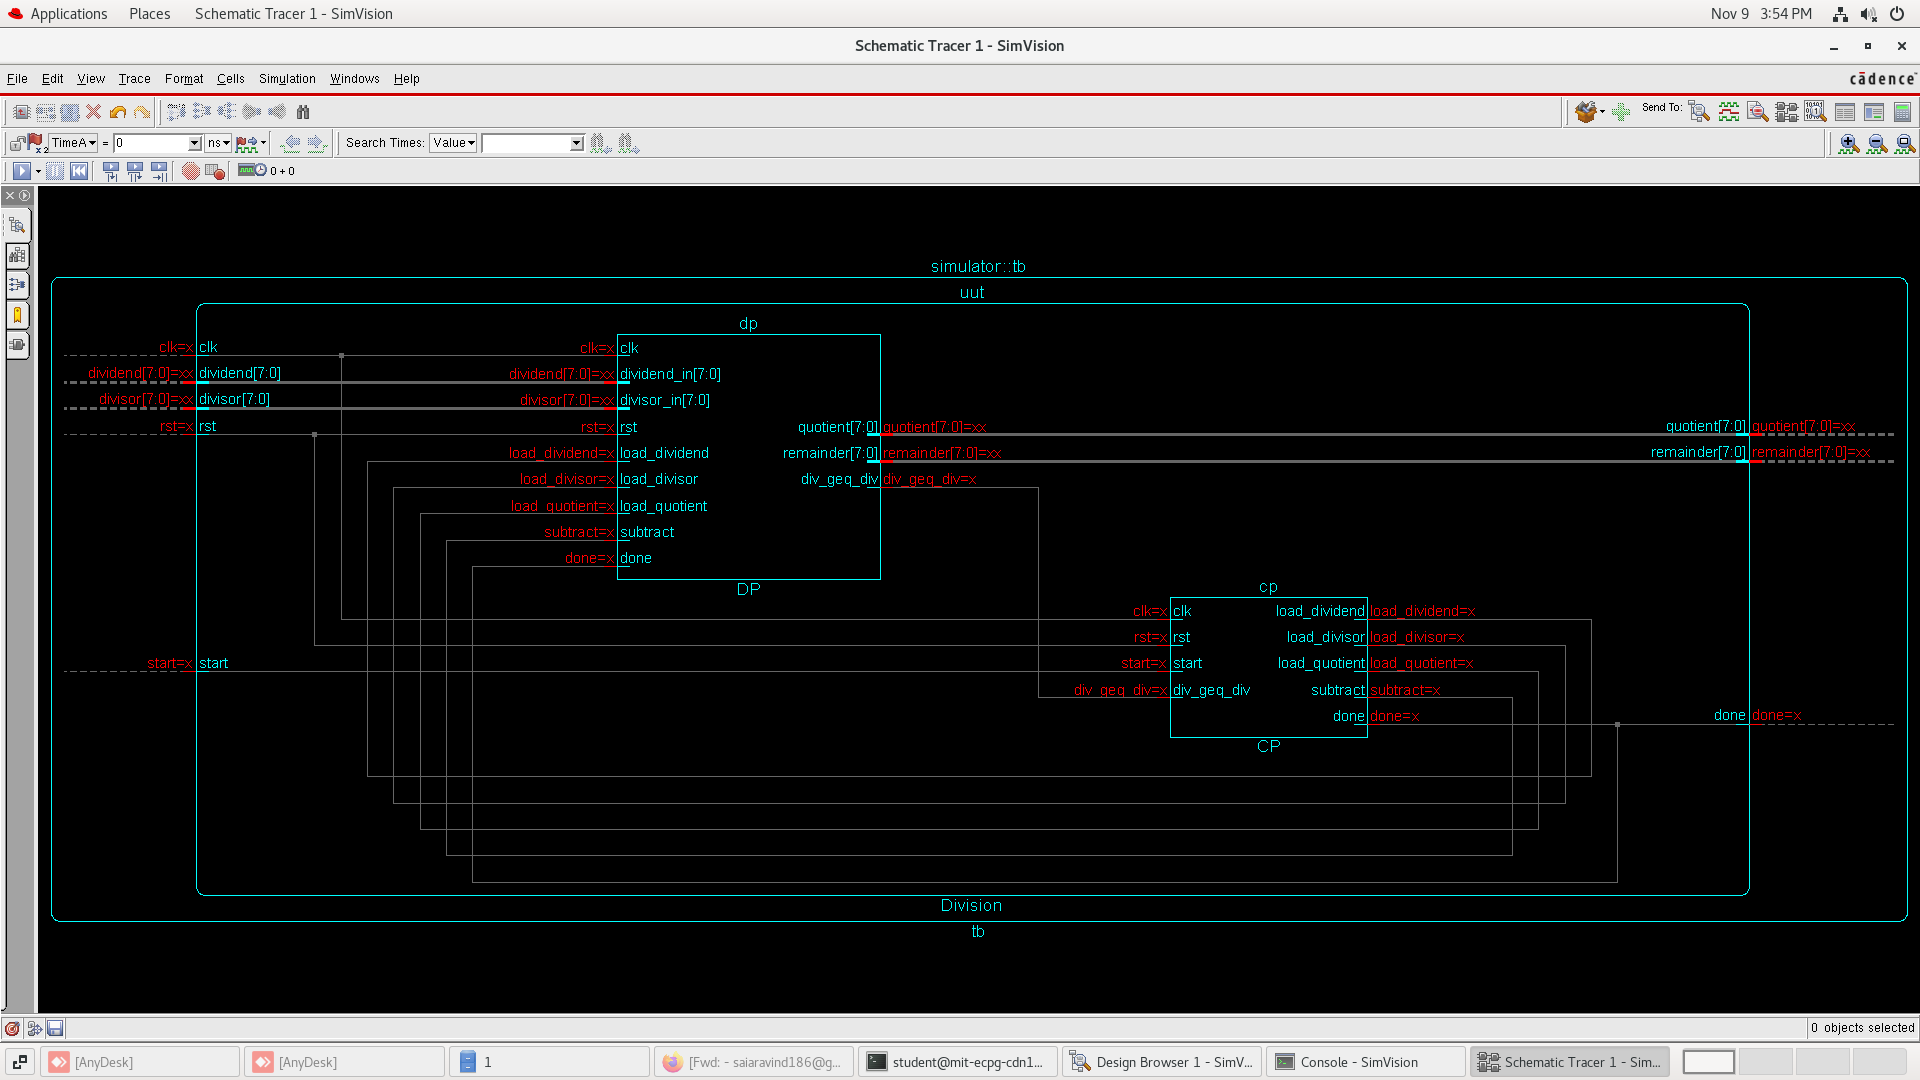 Applications Places Schematic Tracer 1 - SimVision Nov 9 3:54 PM
Schematic Tracer 1 - SimVision
File Edit View Trace Format Cells Simulation Windows Help cādence
Send To:
TimeA = 0 ns Search Times: Value
0 + 0
simulator::tb
uut
dp
clk=x clk clk=x clk
dividend[7:0]=xx dividend[7:0] dividend[7:0]=xx dividend_in[7:0]
divisor[7:0]=xx divisor[7:0] divisor[7:0]=xx divisor_in[7:0]
rst=x rst rst=x rst quotient[7:0] quotient[7:0]=xx quotient[7:0] quotient[7:0]=xx
load_dividend=x load_dividend remainder[7:0] remainder[7:0]=xx remainder[7:0] remainder[7:0]=xx
load_divisor=x load_divisor div_geq_div div_geq_div=x
load_quotient=x load_quotient
subtract=x subtract
done=x done
DP
cp
clk=x clk load_dividend load_dividend=x
rst=x rst load_divisor load_divisor=x
start=x start start=x start load_quotient load_quotient=x
div_geq_div=x div_geq_div subtract subtract=x
done done=x done done=x
CP
Division
tb
0 objects selected
[AnyDesk] [AnyDesk] 1 [Fwd: - saiaravind186@g... student@mit-ecpg-cdn1... Design Browser 1 - SimV... Console - SimVision Schematic Tracer 1 - Sim...